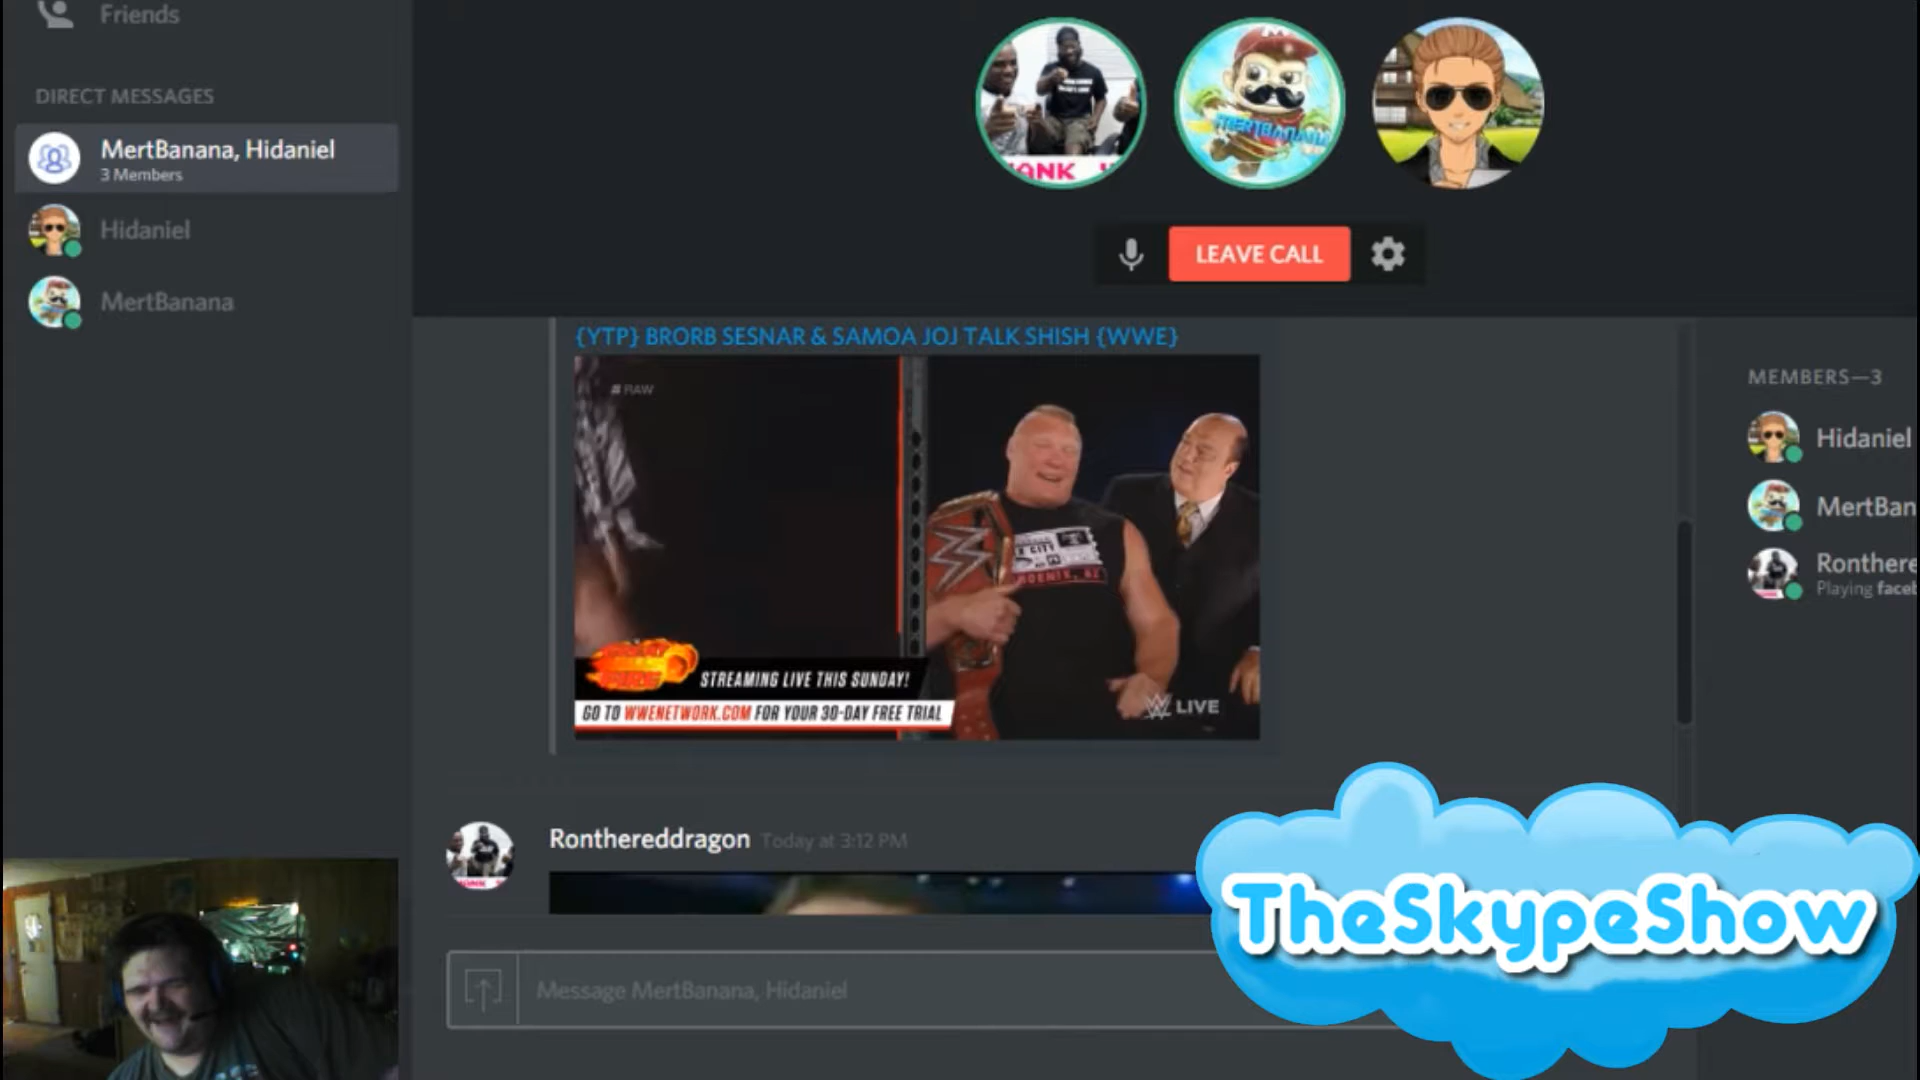 Friends
DIRECT MESSAGES
MertBanana, Hidaniel
3 Members
Hidaniel
MertBanana
MERTBANANA
LEAVE CALL
{YTP} BRORB SESNAR & SAMOA JOJ TALK SHISH {WWE}
#RAW
STREAMING LIVE THIS SUNDAY!
GO TO WWENETWORK.COM FOR YOUR 30-DAY FREE TRIAL
LIVE
MEMBERS—3
Hidaniel
MertBan
Ronthere
Playing faceb
Ronthereddragon Today at 3:12 PM
Message MertBanana, Hidaniel
TheSkypeShow